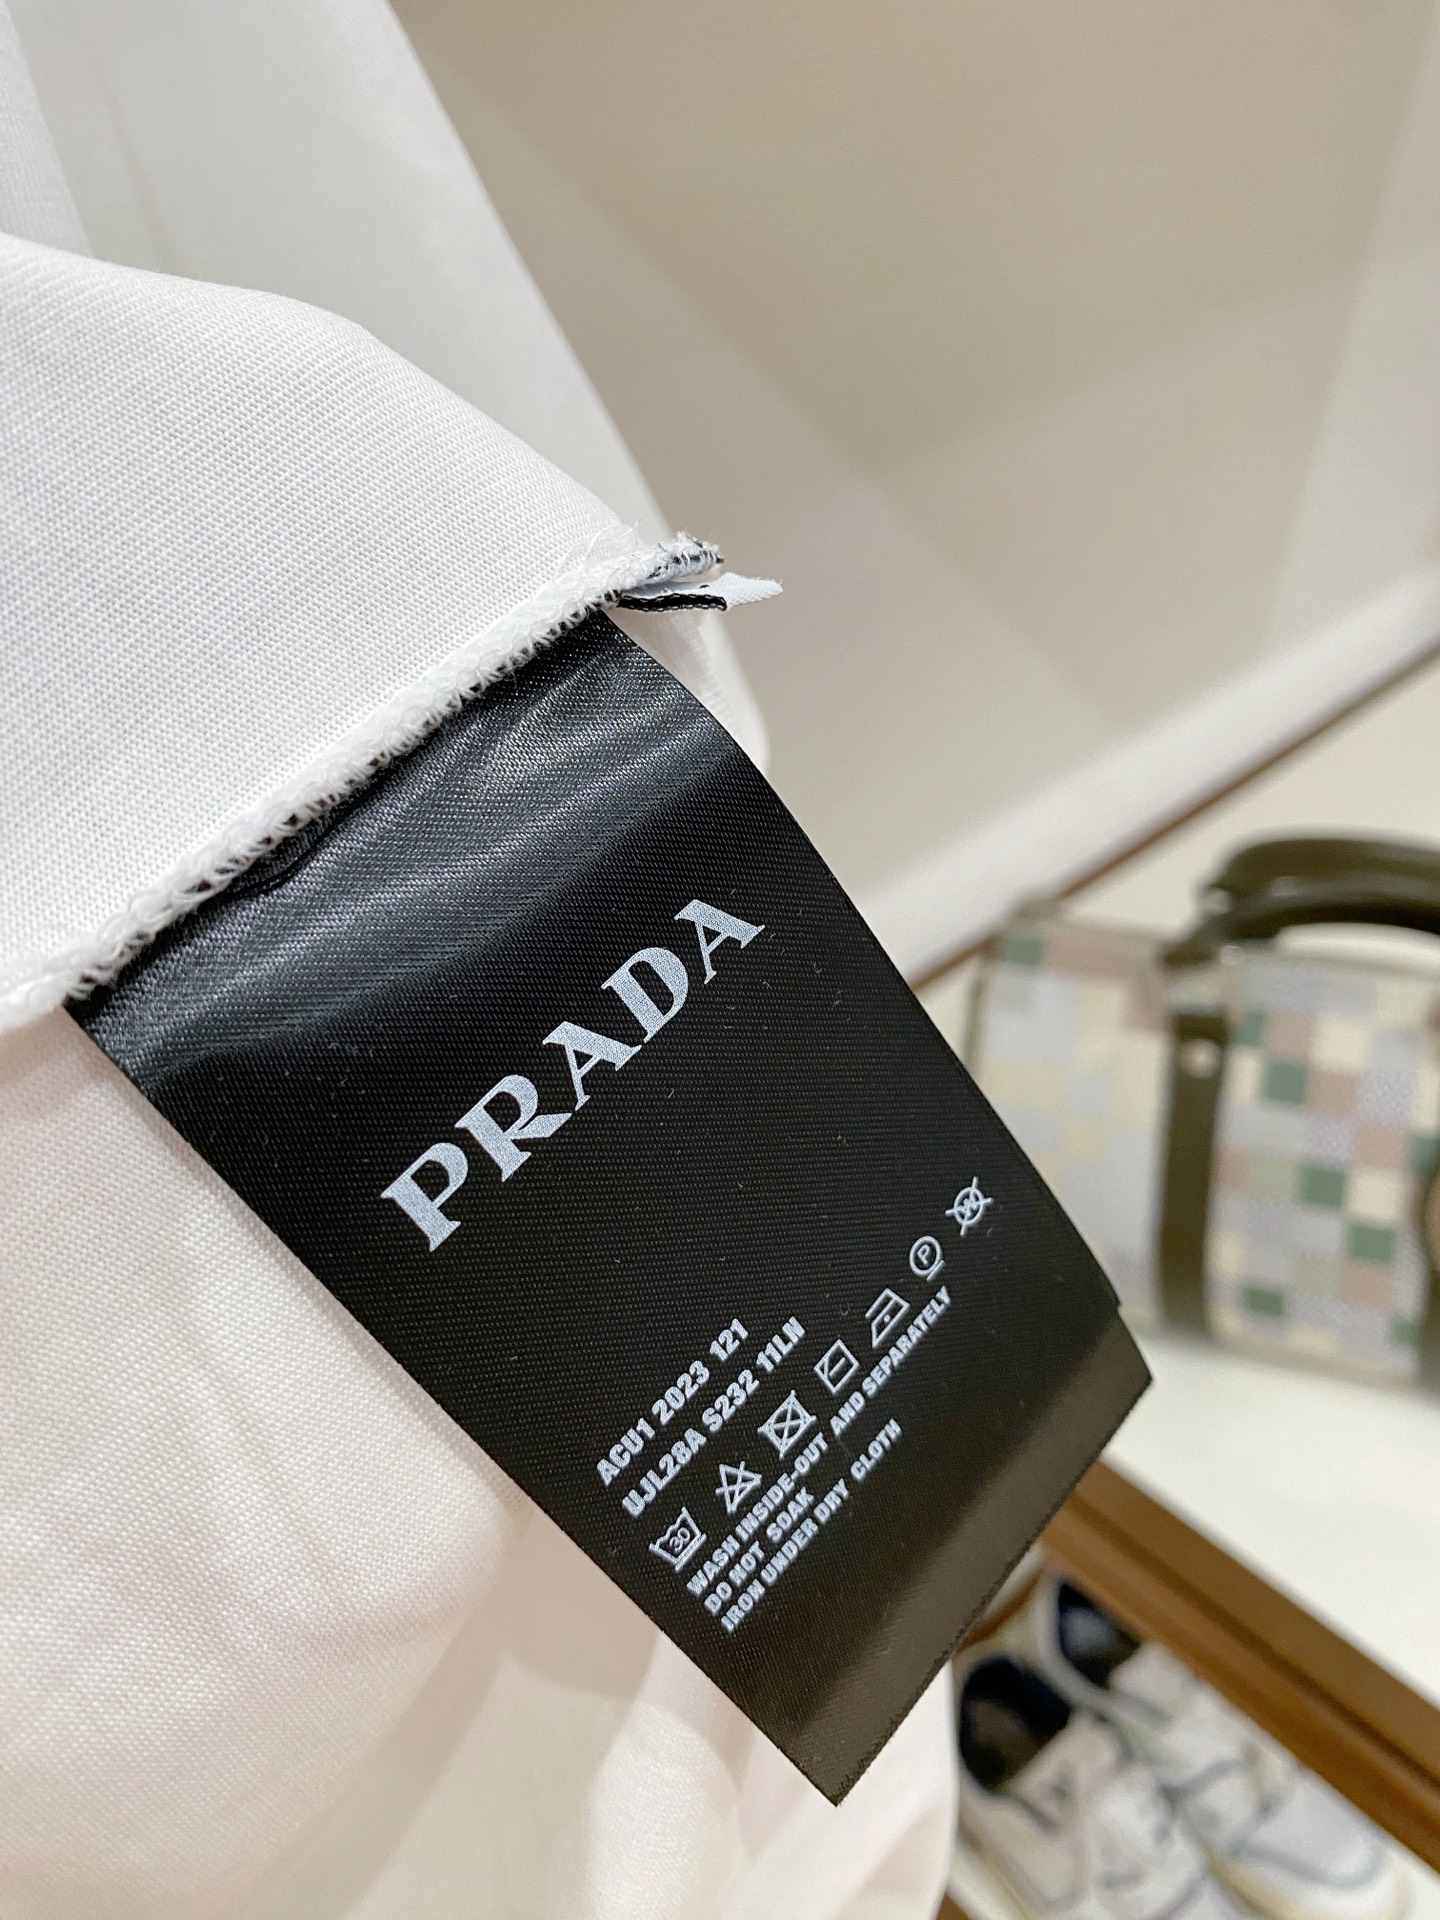 PRADA
ACU1 2023 121
UJL28A S232 11LN
30
P
WASH INSIDE-OUT AND SEPARATELY
DO NOT SOAK
IRON UNDER DRY CLOTH